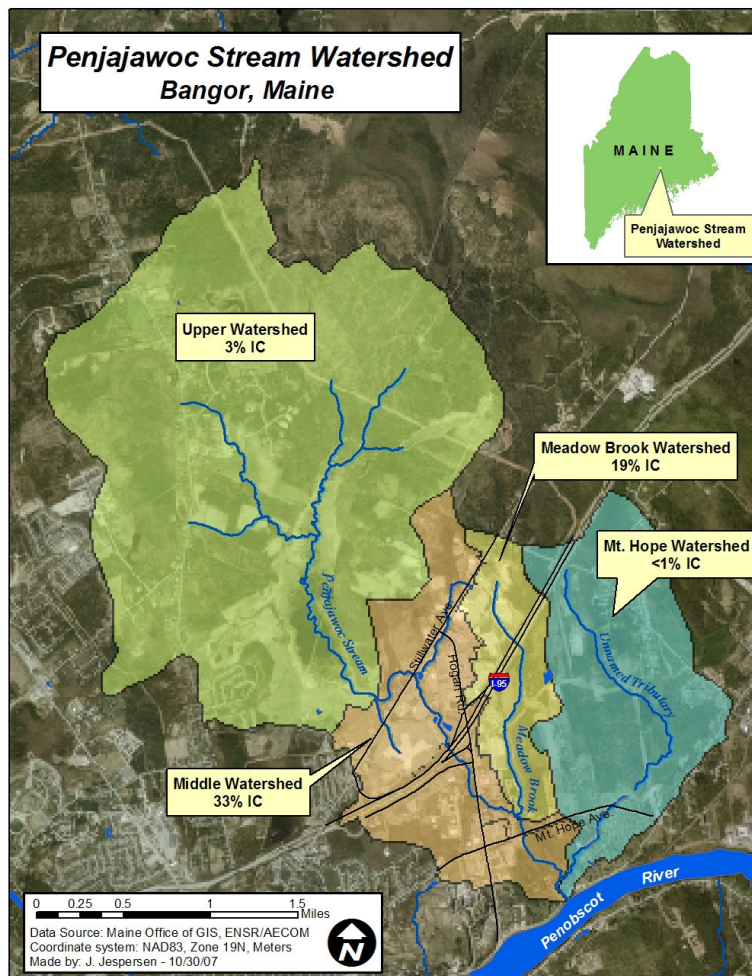 Penjajawoc Stream Watershed
Bangor, Maine
MAINE
Penjajawoc Stream
Watershed
Upper Watershed
3% IC
Meadow Brook Watershed
19% IC
Mt. Hope Watershed
<1% IC
Penjajawoc Stream
Stillwater Ave.
Hogan Rd.
I-95
Unnamed Tributary
Meadow Brook
Middle Watershed
33% IC
Mt. Hope Ave.
Penobscot River
0 0.25 0.5 1 1.5
Miles
Data Source: Maine Office of GIS, ENSR/AECOM
Coordinate system: NAD83, Zone 19N, Meters
Made by: J. Jespersen - 10/30/07
N